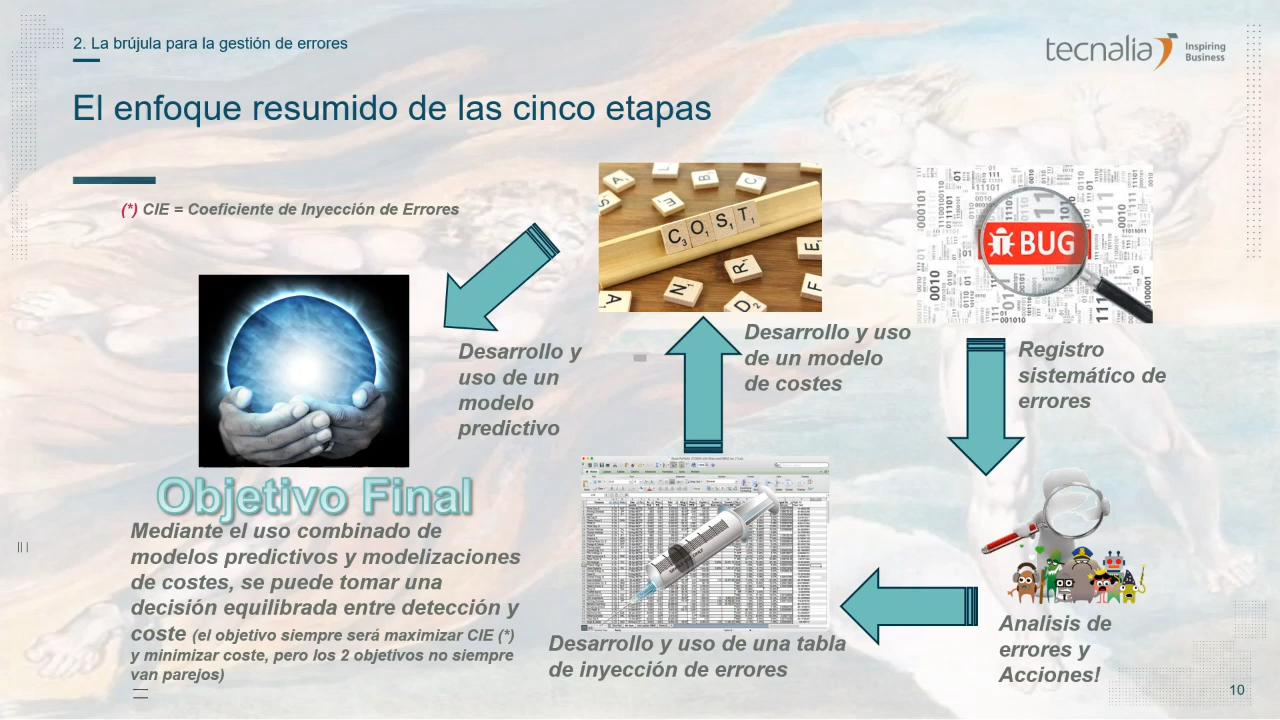 2. La brújula para la gestión de errores
tecnalia
Inspiring
Business
El enfoque resumido de las cinco etapas
(*) CIE = Coeficiente de Inyección de Errores
COST
BUG
Desarrollo y uso
de un modelo
de costes
Registro
sistemático de
errores
Desarrollo y
uso de un
modelo
predictivo
Objetivo Final
Mediante el uso combinado de
modelos predictivos y modelizaciones
de costes, se puede tomar una
decisión equilibrada entre detección y
coste (el objetivo siempre será maximizar CIE (*)
y minimizar coste, pero los 2 objetivos no siempre
van parejos)
Desarrollo y uso de una tabla
de inyección de errores
Analisis de
errores y
Acciones!
10